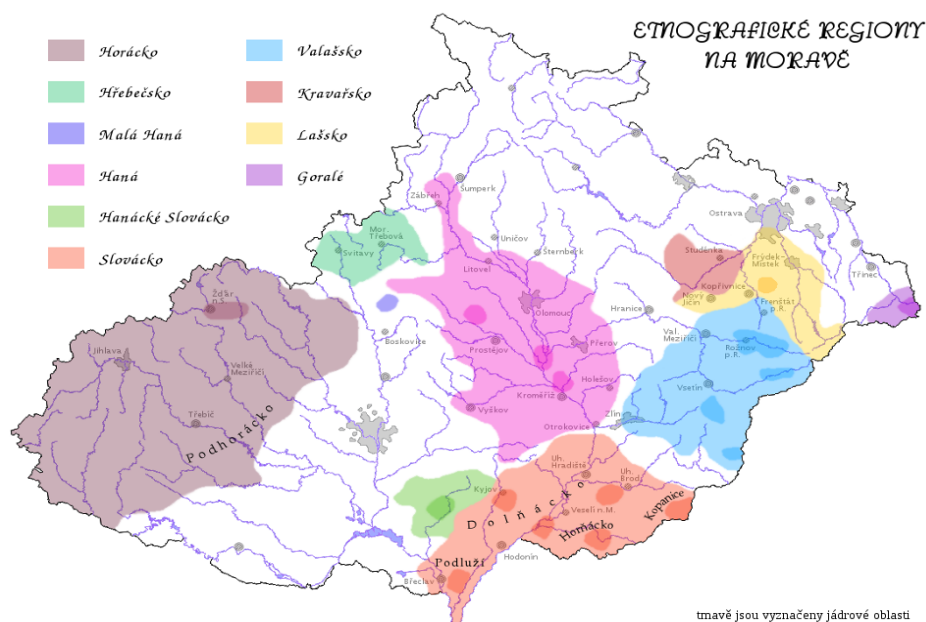 ETNOGRAFICKÉ REGIONY
NA MORAVĚ
Horácko
Hřebečsko
Malá Haná
Haná
Hanácké Slovácko
Slovácko
Valašsko
Kravařsko
Lašsko
Goralé
Šumperk
Zábřeh
Mor.
Třebová
Svitavy
Uničov
Šternberk
Litovel
Ostrava
Studénka
Frýdek-
Místek
Třinec
Kopřivnice
Nový
Jičín
Frenštát
p.R.
Žďár
n.S.
Olomouc
Hranice
Boskovice
Prostějov
Přerov
Val.
Meziříčí
Rožnov
p.R.
Jihlava
Velké
Meziříčí
Holešov
Vsetín
Kroměříž
Vyškov
Třebíč
Otrokovice
Zlín
Podhorácko
Uh.
Hradiště
Uh.
Brod
Kyjov
Dolňácko
Veselí n.M.
Horňácko
Kopanice
Hodonín
Podluží
Břeclav
tmavě jsou vyznačeny jádrové oblasti